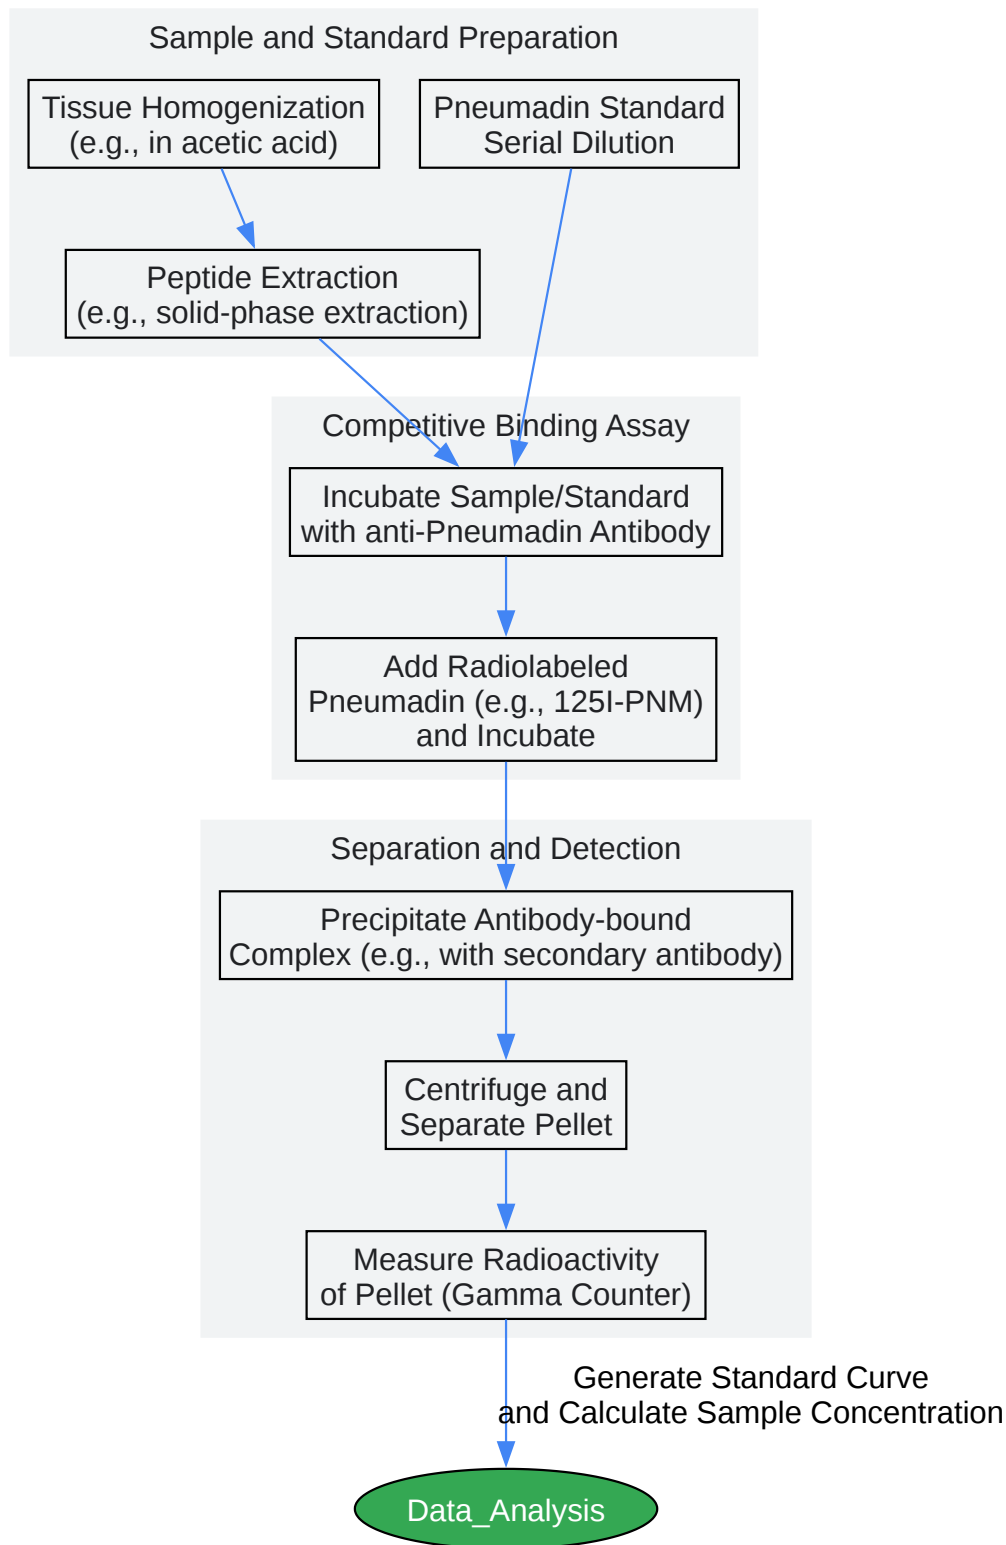 Sample and Standard Preparation
Tissue Homogenization
(e.g., in acetic acid)
Pneumadin Standard
Serial Dilution
Peptide Extraction
(e.g., solid-phase extraction)
Competitive Binding Assay
Incubate Sample/Standard
with anti-Pneumadin Antibody
Add Radiolabeled
Pneumadin (e.g., 125I-PNM)
and Incubate
Separation and Detection
Precipitate Antibody-bound
Complex (e.g., with secondary antibody)
Centrifuge and
Separate Pellet
Measure Radioactivity
of Pellet (Gamma Counter)
Generate Standard Curve
and Calculate Sample Concentration
Data_Analysis